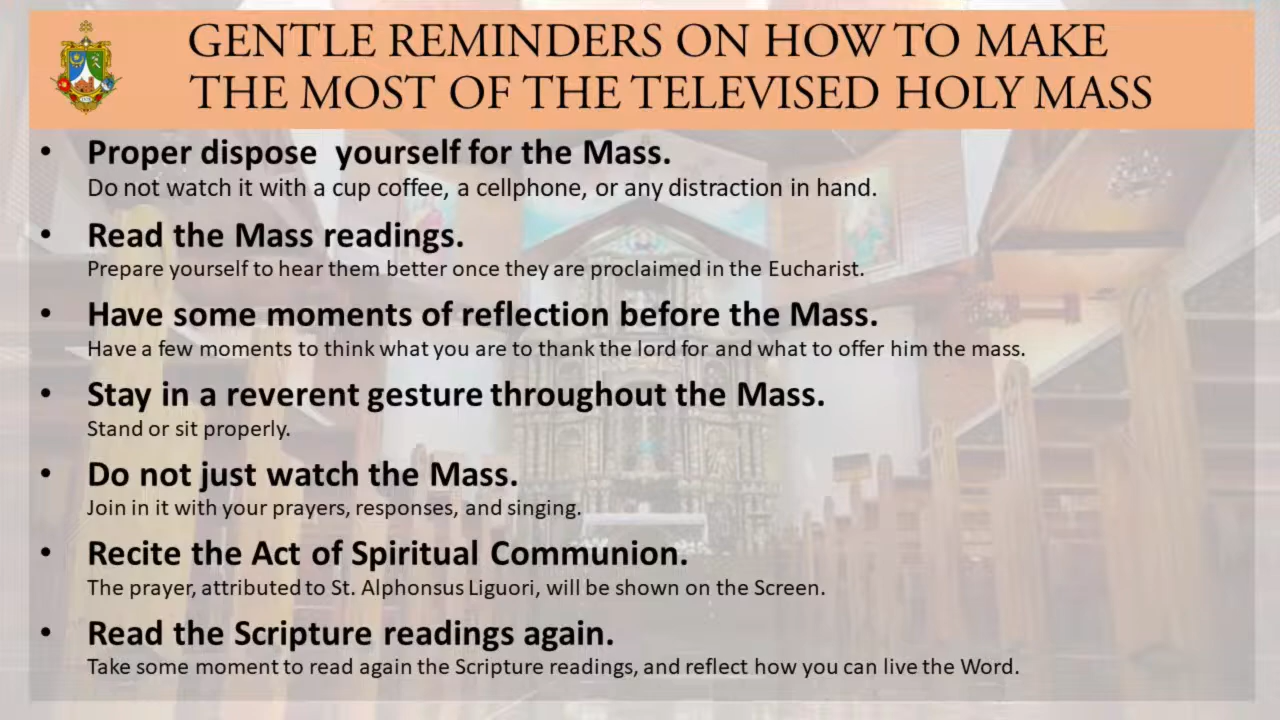 GENTLE REMINDERS ON HOW TO MAKE
THE MOST OF THE TELEVISED HOLY MASS
• Proper dispose  yourself for the Mass.
Do not watch it with a cup coffee, a cellphone, or any distraction in hand.
• Read the Mass readings.
Prepare yourself to hear them better once they are proclaimed in the Eucharist.
• Have some moments of reflection before the Mass.
Have a few moments to think what you are to thank the lord for and what to offer him the mass.
• Stay in a reverent gesture throughout the Mass.
Stand or sit properly.
• Do not just watch the Mass.
Join in it with your prayers, responses, and singing.
• Recite the Act of Spiritual Communion.
The prayer, attributed to St. Alphonsus Liguori, will be shown on the Screen.
• Read the Scripture readings again.
Take some moment to read again the Scripture readings, and reflect how you can live the Word.